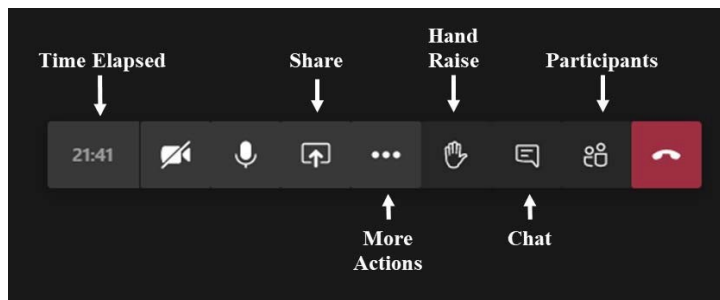 Hand
Time Elapsed Share Raise Participants
21:41
More Chat
Actions